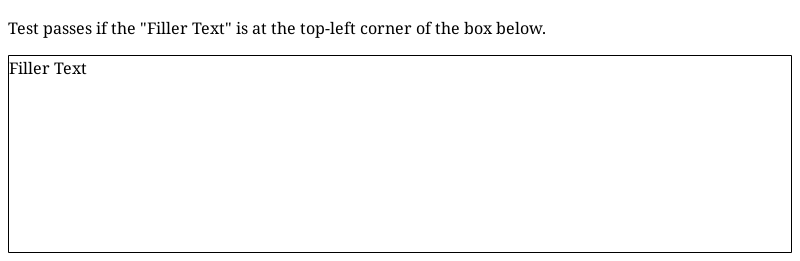 Test passes if the "Filler Text" is at the top-left corner of the box below.
Filler Text